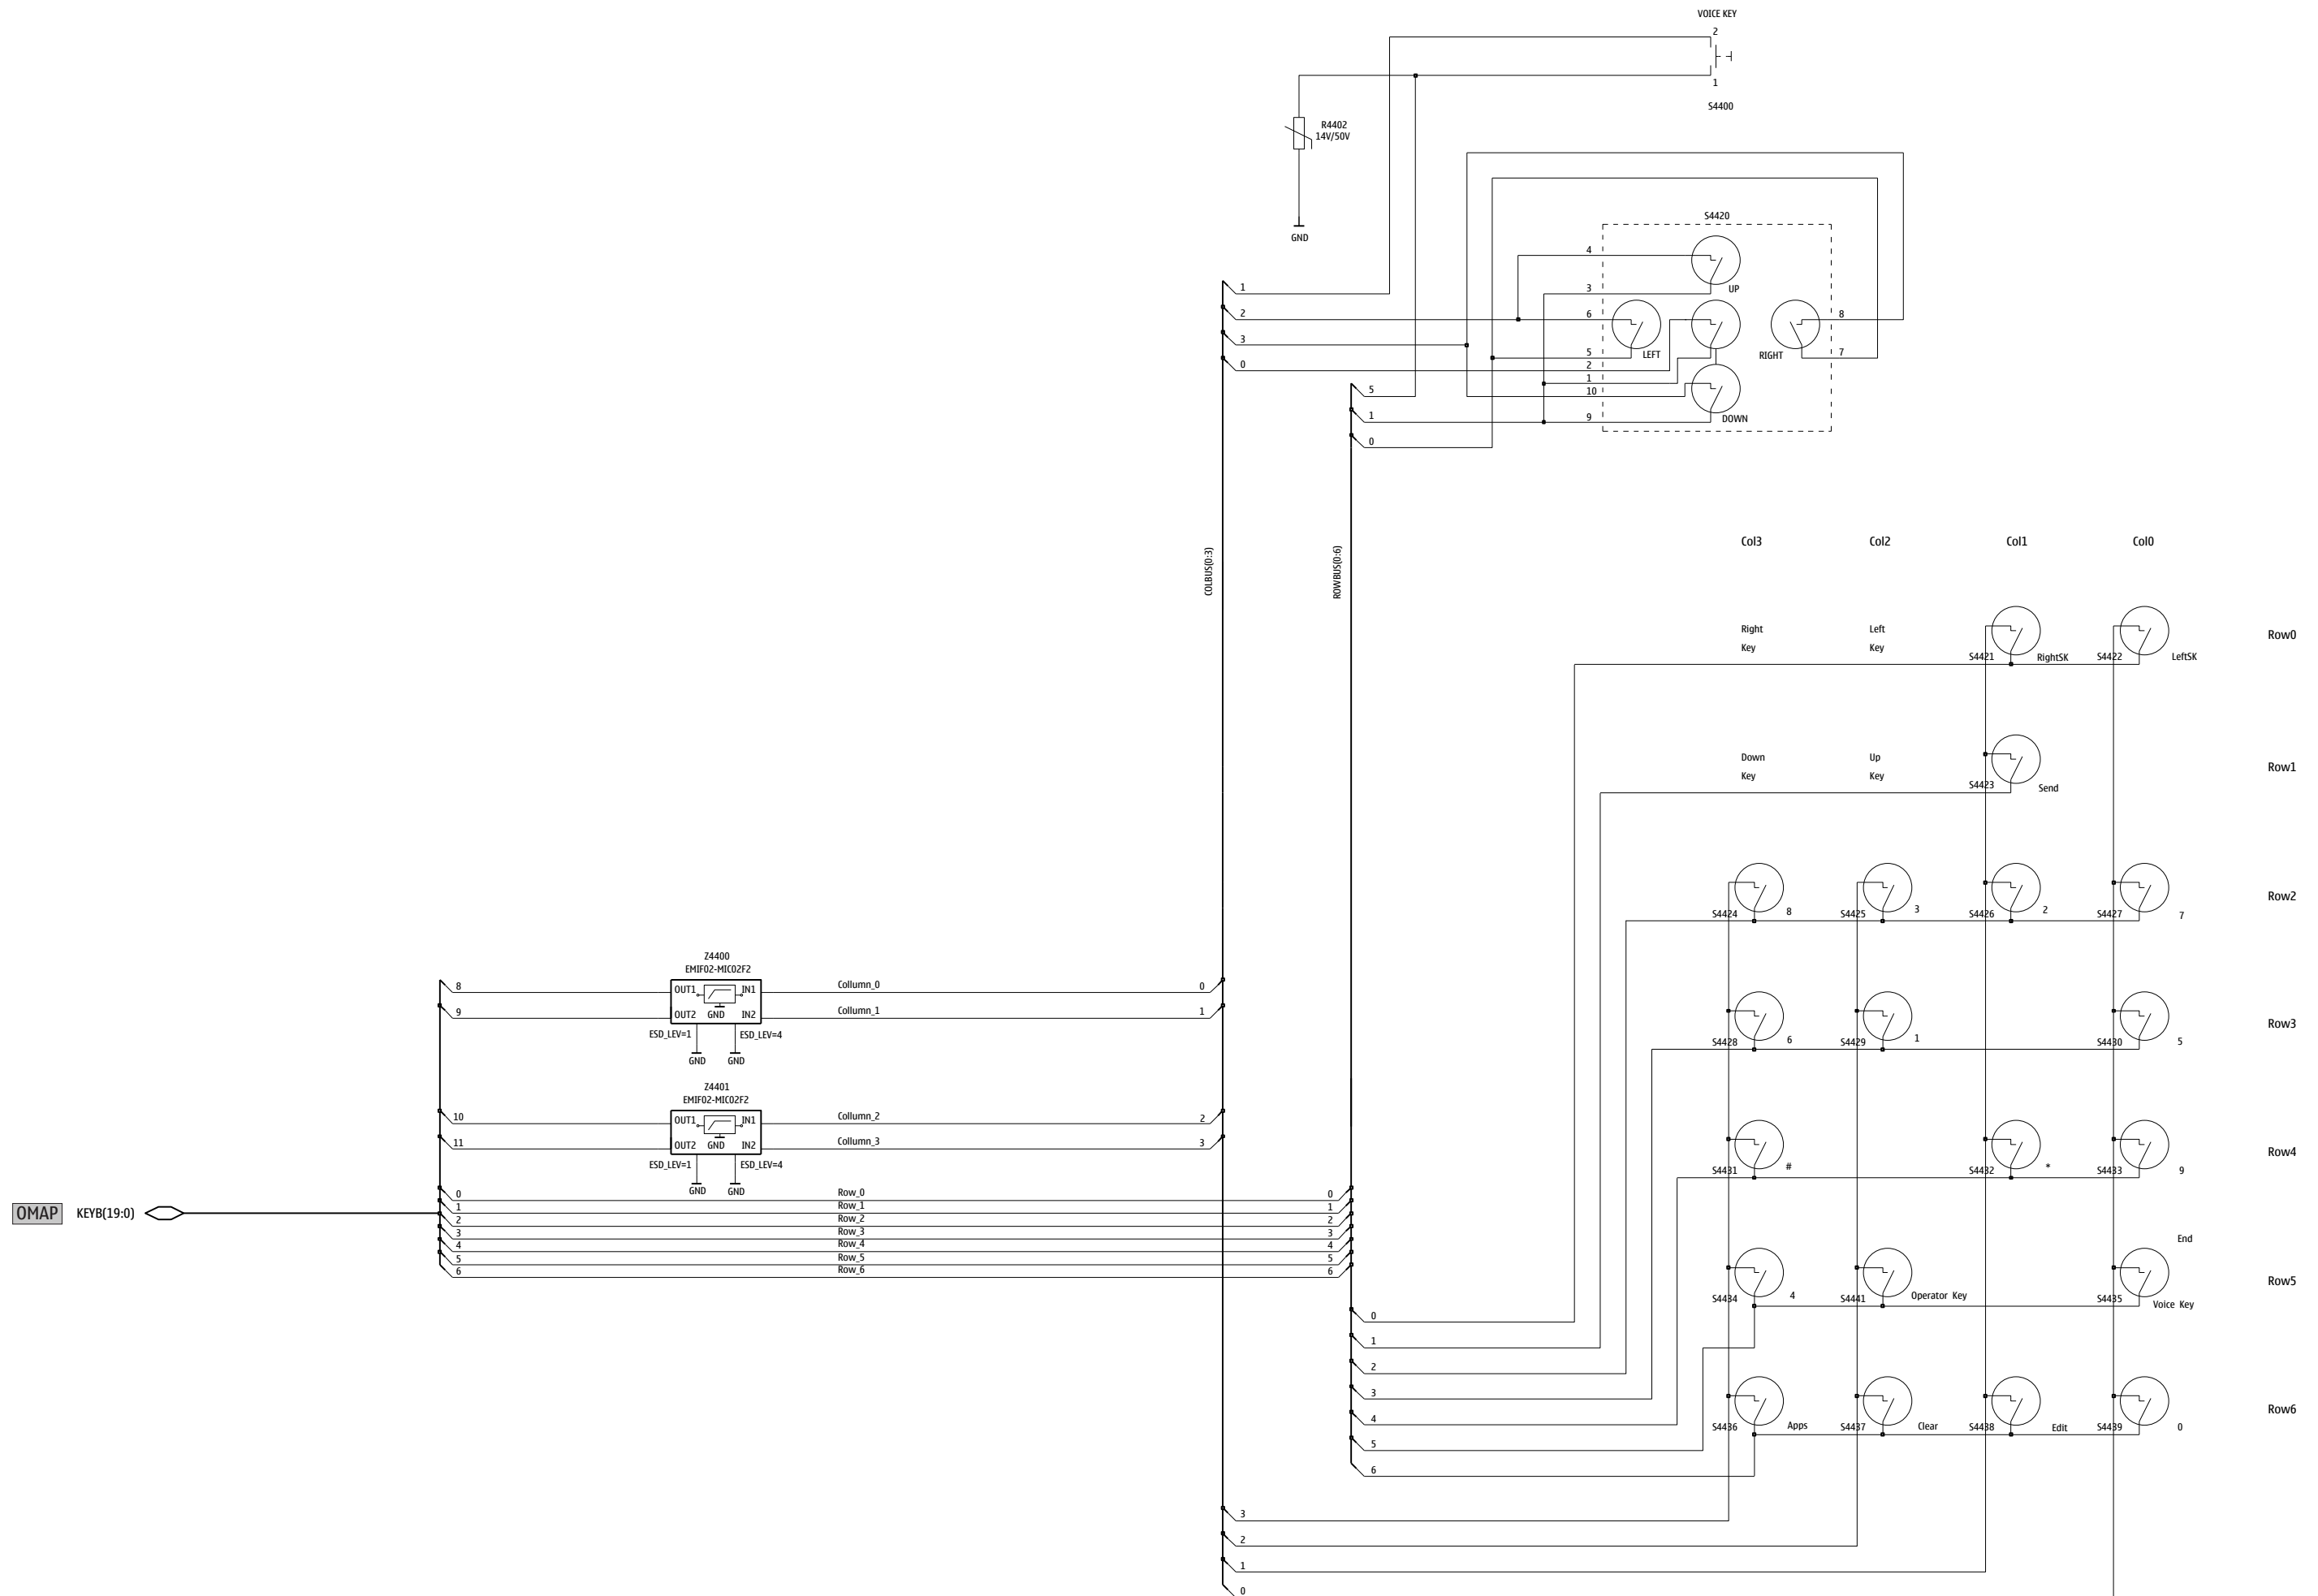 VOICE KEY
2
1
S4400
R4402
14V/50V
GND
S4420
4
3
UP
1
2
6
8
3
5
LEFT
RIGHT
7
0
2
1
5
10
1
9
DOWN
0
COLBUS(0:3)
ROWBUS(0:6)
Col3
Col2
Col1
Col0
Right
Key
Left
Key
S4421
RightSK
S4422
LeftSK
Row0
Down
Key
Up
Key
S4423
Send
Row1
S4424
8
S4425
3
S4426
2
S4427
7
Row2
Z4400
EMIF02-MIC02F2
8
OUT1
IN1
Collumn_0
0
9
OUT2
GND
IN2
Collumn_1
1
ESD_LEV=1
ESD_LEV=4
GND
GND
S4428
6
S4429
1
S4430
5
Row3
Z4401
EMIF02-MIC02F2
10
OUT1
IN1
Collumn_2
2
11
OUT2
GND
IN2
Collumn_3
3
ESD_LEV=1
ESD_LEV=4
GND
GND
S4431
#
S4432
*
S4433
9
Row4
OMAP
KEYB(19:0)
0
Row_0
0
1
Row_1
1
2
Row_2
2
3
Row_3
3
4
Row_4
4
5
Row_5
5
6
Row_6
6
End
S4434
4
S4441
Operator Key
S4435
Voice Key
Row5
0
1
2
3
4
5
6
S4436
Apps
S4437
Clear
S4438
Edit
S4439
0
Row6
3
2
1
0